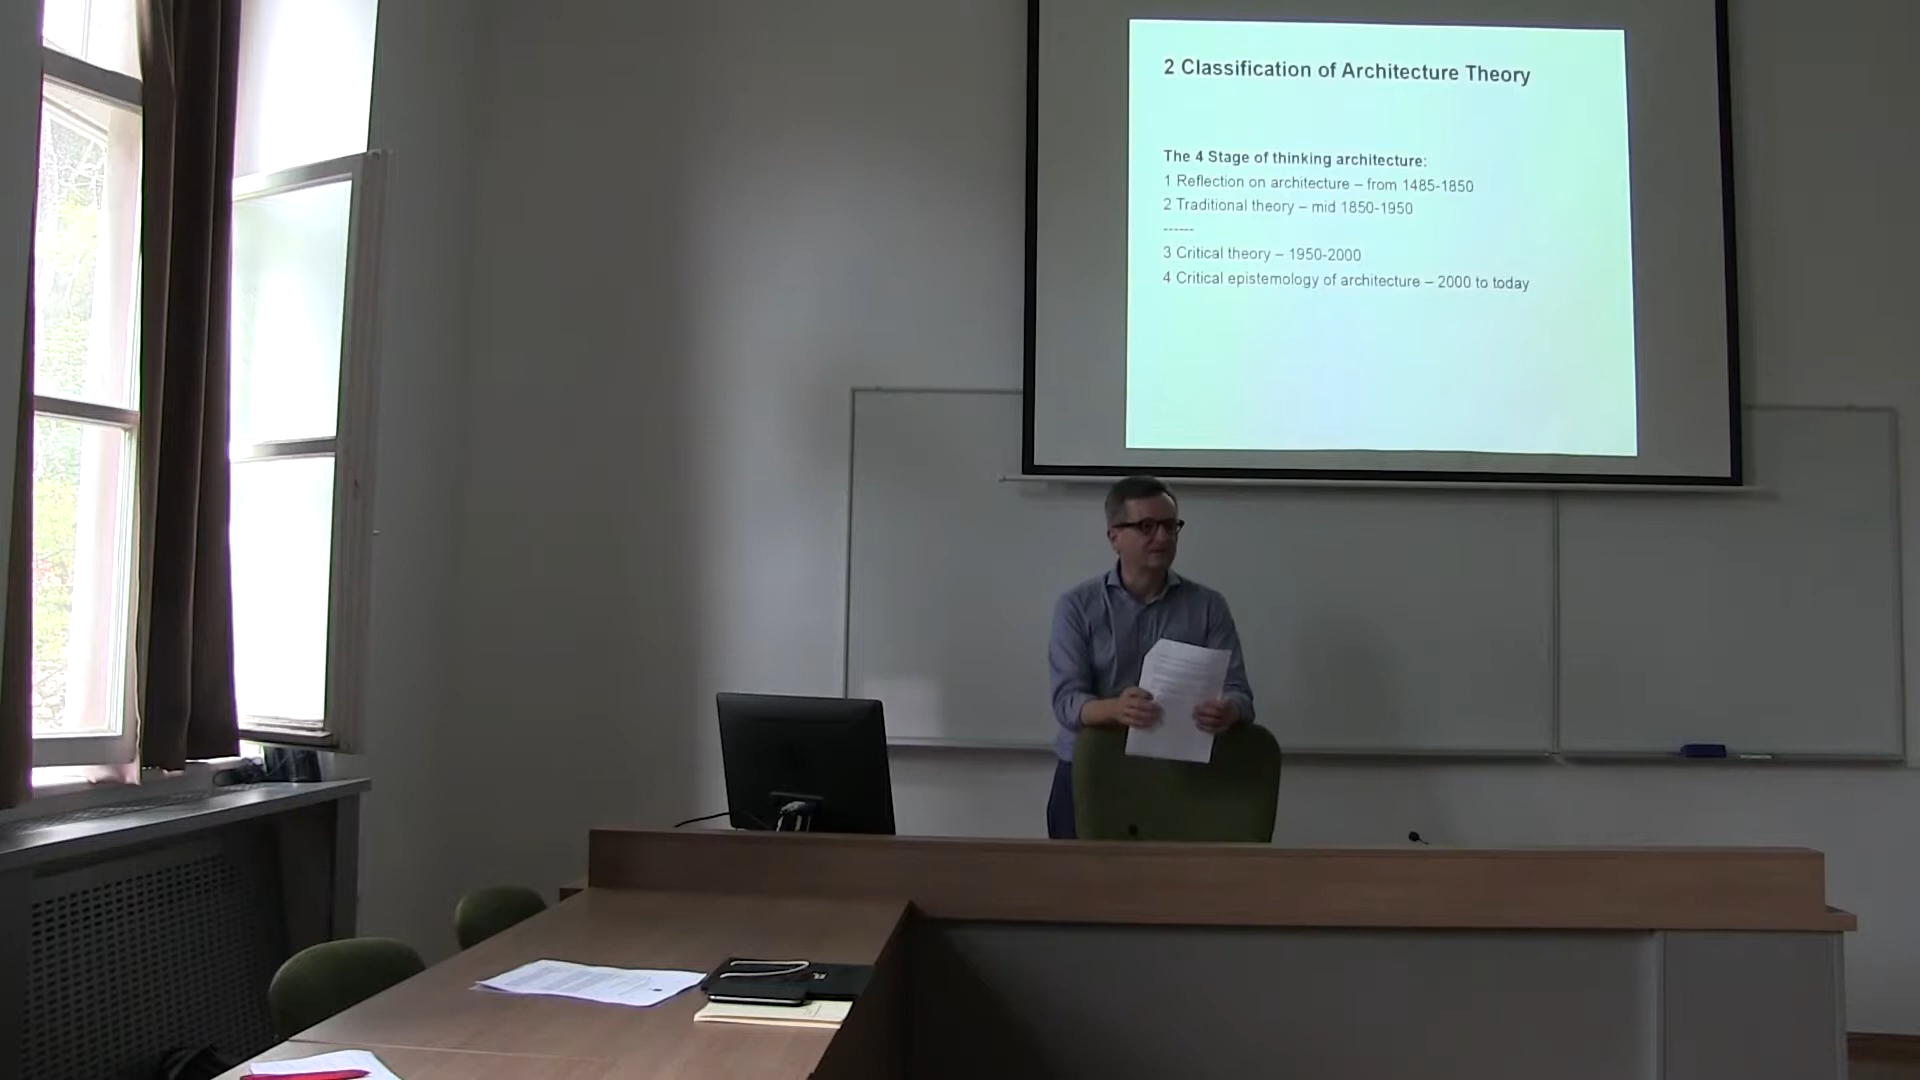 2 Classification of Architecture Theory
The 4 Stage of thinking architecture:
1 Reflection on architecture – from 1485-1850
2 Traditional theory – mid 1850-1950
------
3 Critical theory – 1950-2000
4 Critical epistemology of architecture – 2000 to today